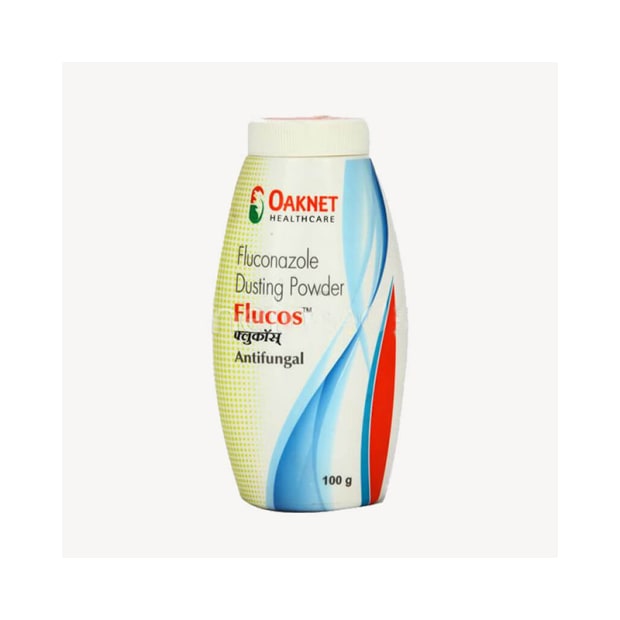 OAKNET
HEALTHCARE
Fluconazole
Dusting Powder
Flucos™
फ्लुकॉस्
Antifungal
100 g